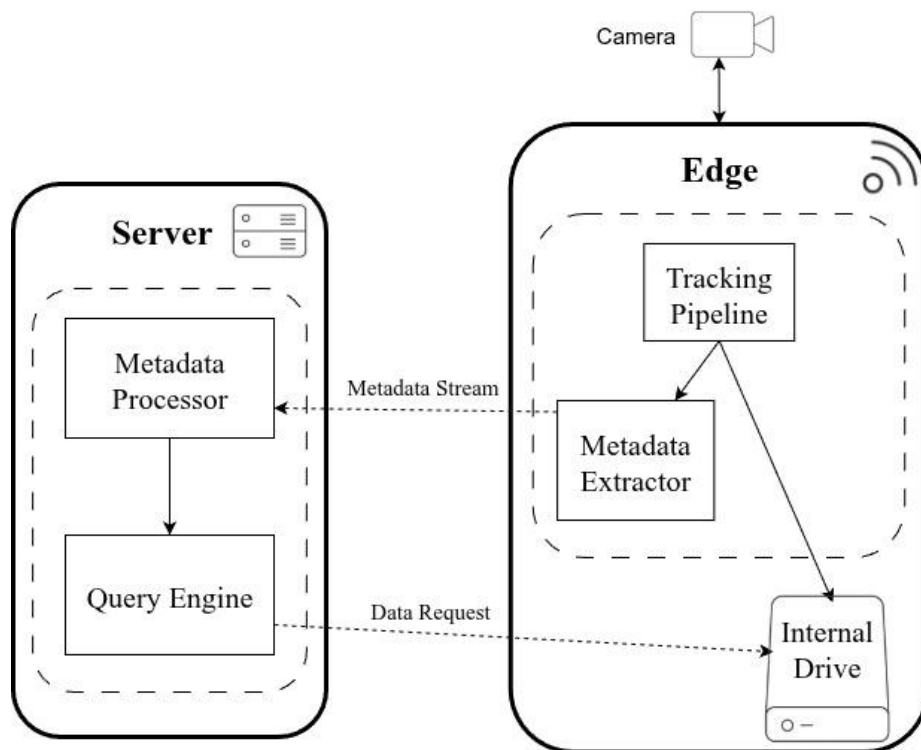 Camera
Edge
Server
Tracking
Pipeline
Metadata
Processor
Metadata Stream
Metadata
Extractor
Query Engine
Data Request
Internal
Drive